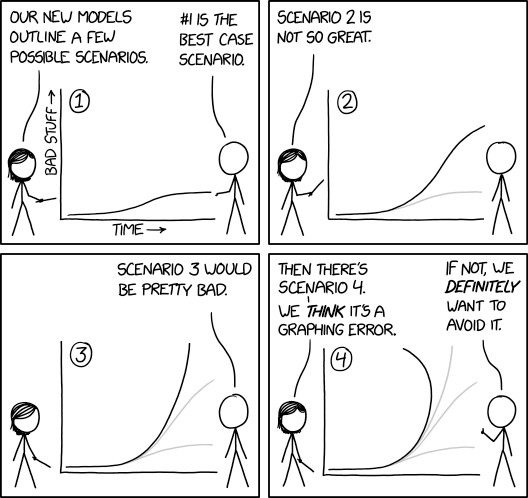 OUR NEW MODELS
OUTLINE A FEW
POSSIBLE SCENARIOS.
#1 IS THE
BEST CASE
SCENARIO.
1
BAD STUFF →
TIME →
SCENARIO 2 IS
NOT SO GREAT.
2
SCENARIO 3 WOULD
BE PRETTY BAD.
3
THEN THERE'S
SCENARIO 4.
WE THINK IT'S A
GRAPHING ERROR.
IF NOT, WE
DEFINITELY
WANT TO
AVOID IT.
4